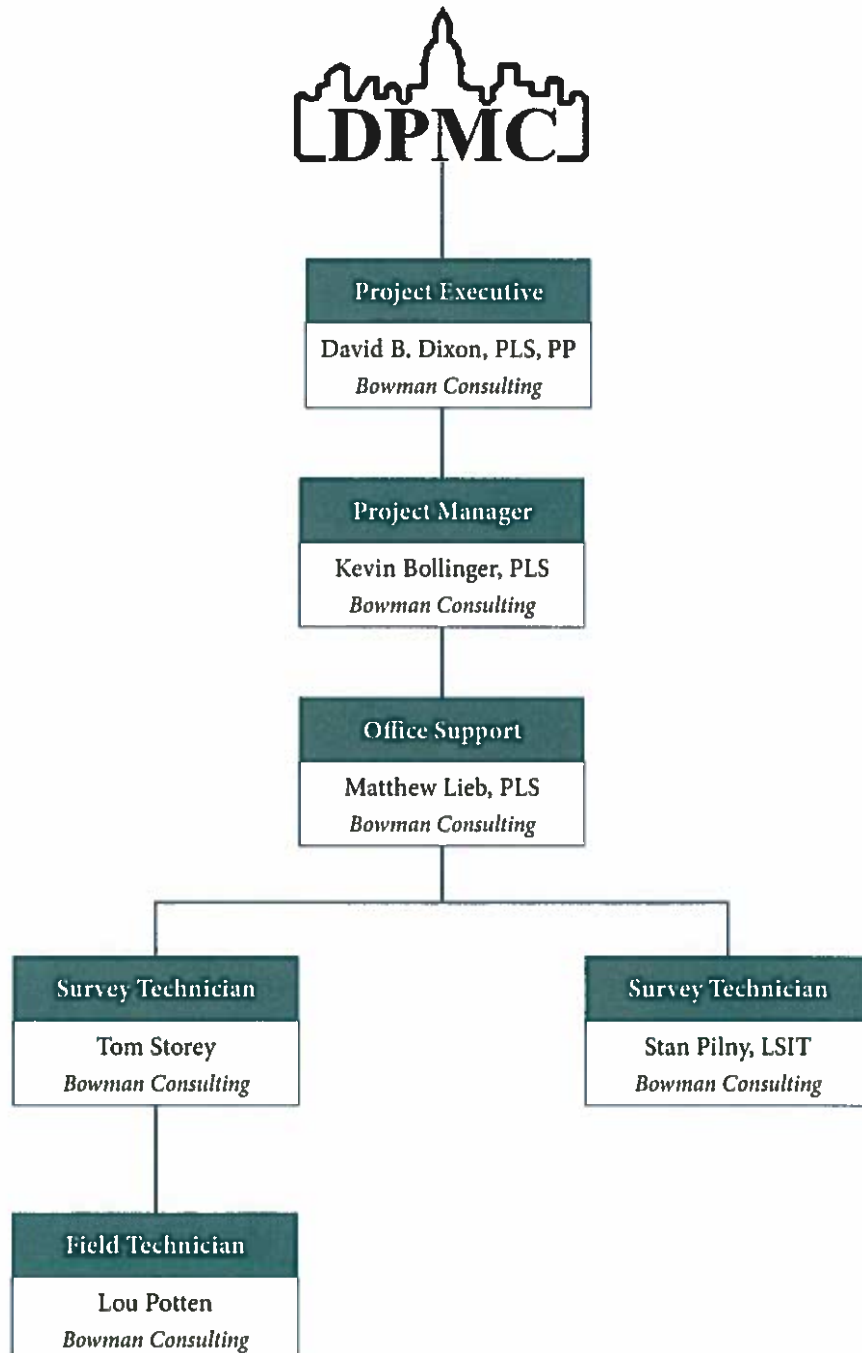 DPMC
Project Executive
David B. Dixon, PLS, PP
Bowman Consulting
Project Manager
Kevin Bollinger, PLS
Bowman Consulting
Office Support
Matthew Lieb, PLS
Bowman Consulting
Survey Technician
Tom Storey
Bowman Consulting
Survey Technician
Stan Pilny, LSIT
Bowman Consulting
Field Technician
Lou Potten
Bowman Consulting